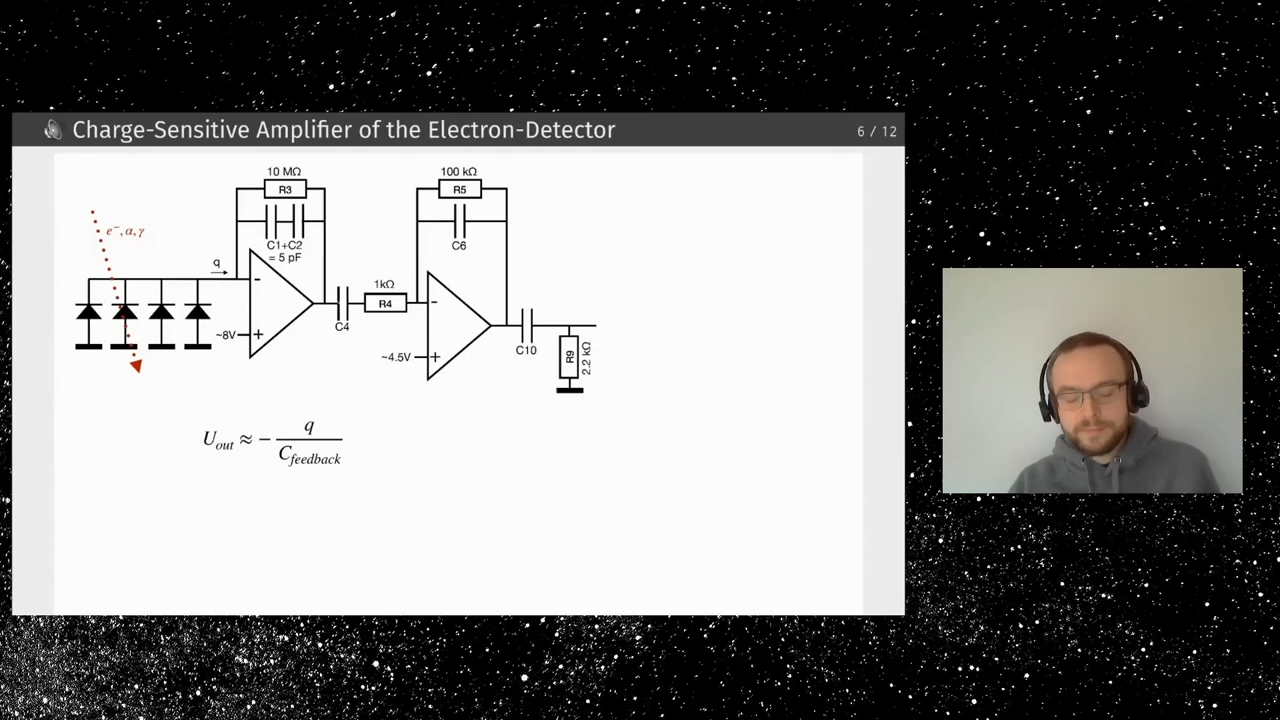 Charge-Sensitive Amplifier of the Electron-Detector
6 / 12
10 MΩ
R3
C1+C2
= 5 pF
e⁻, α, γ
q
-
+
~8V
C4
1kΩ
R4
100 kΩ
R5
C6
-
+
~4.5V
C10
R9
2.2 kΩ
U_out ≈ − q / C_feedback